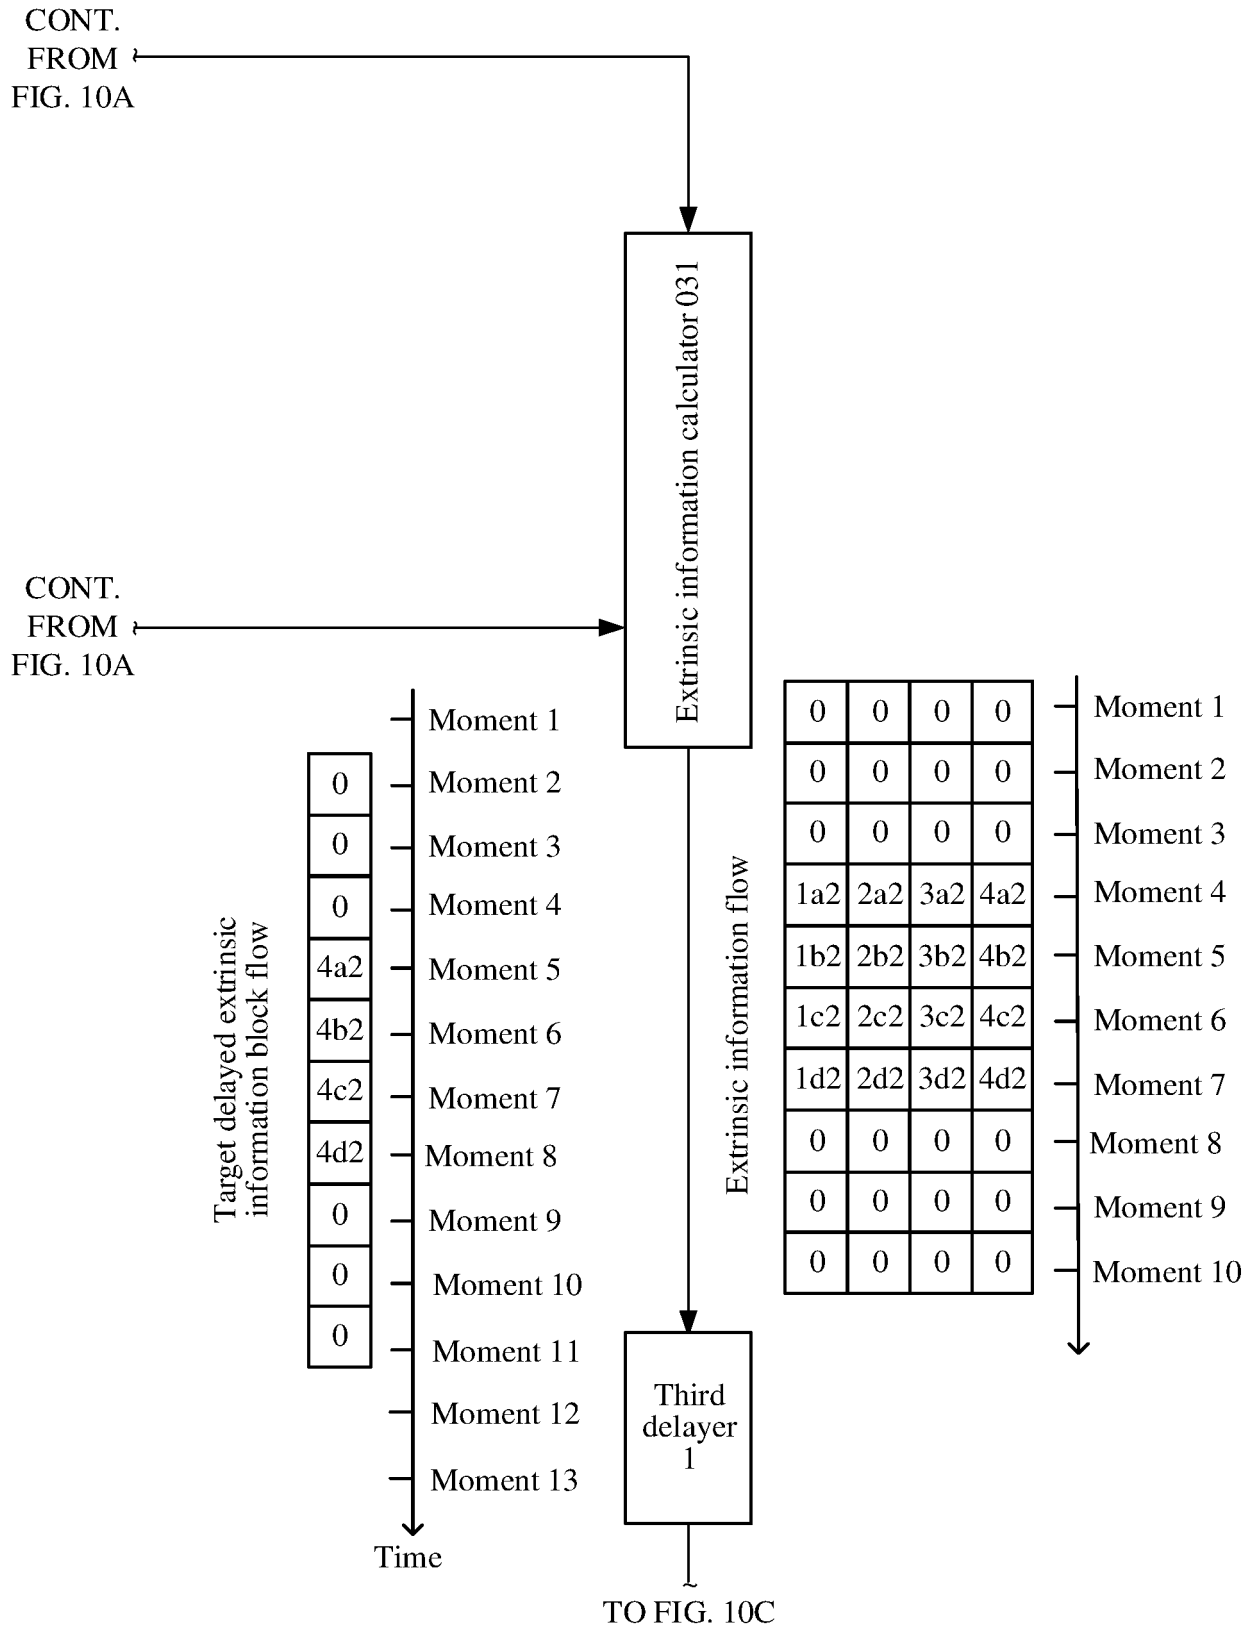 CONT.
FROM
FIG. 10A
Extrinsic information calculator 031
CONT.
FROM
FIG. 10A
Target delayed extrinsic
information block flow
0
0
0
4a2
4b2
4c2
4d2
0
0
0
Moment 1
Moment 2
Moment 3
Moment 4
Moment 5
Moment 6
Moment 7
Moment 8
Moment 9
Moment 10
Moment 11
Moment 12
Moment 13
Time
Extrinsic information flow
0 0 0 0
0 0 0 0
0 0 0 0
1a2 2a2 3a2 4a2
1b2 2b2 3b2 4b2
1c2 2c2 3c2 4c2
1d2 2d2 3d2 4d2
0 0 0 0
0 0 0 0
0 0 0 0
Moment 1
Moment 2
Moment 3
Moment 4
Moment 5
Moment 6
Moment 7
Moment 8
Moment 9
Moment 10
Third
delayer
1
TO FIG. 10C